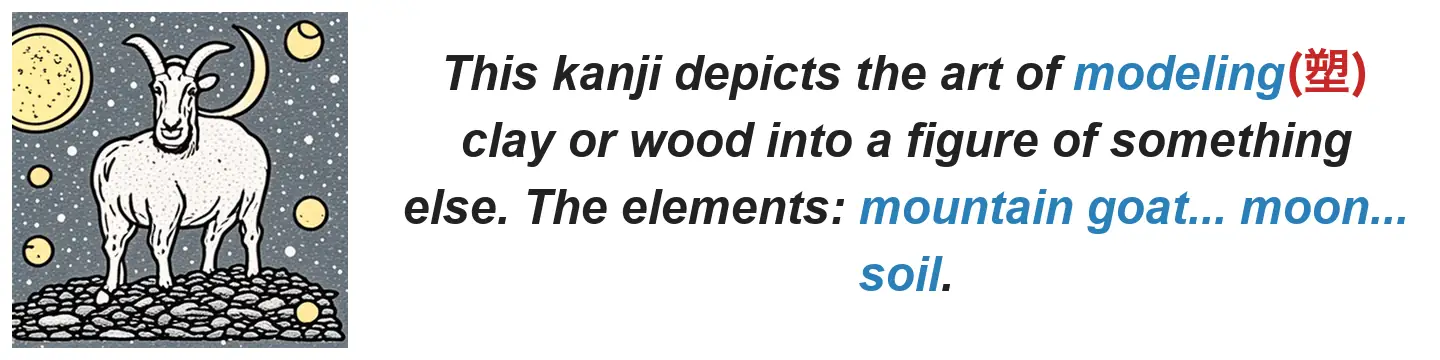 This kanji depicts the art of modeling(塑)
clay or wood into a figure of something
else. The elements: mountain goat... moon...
soil.